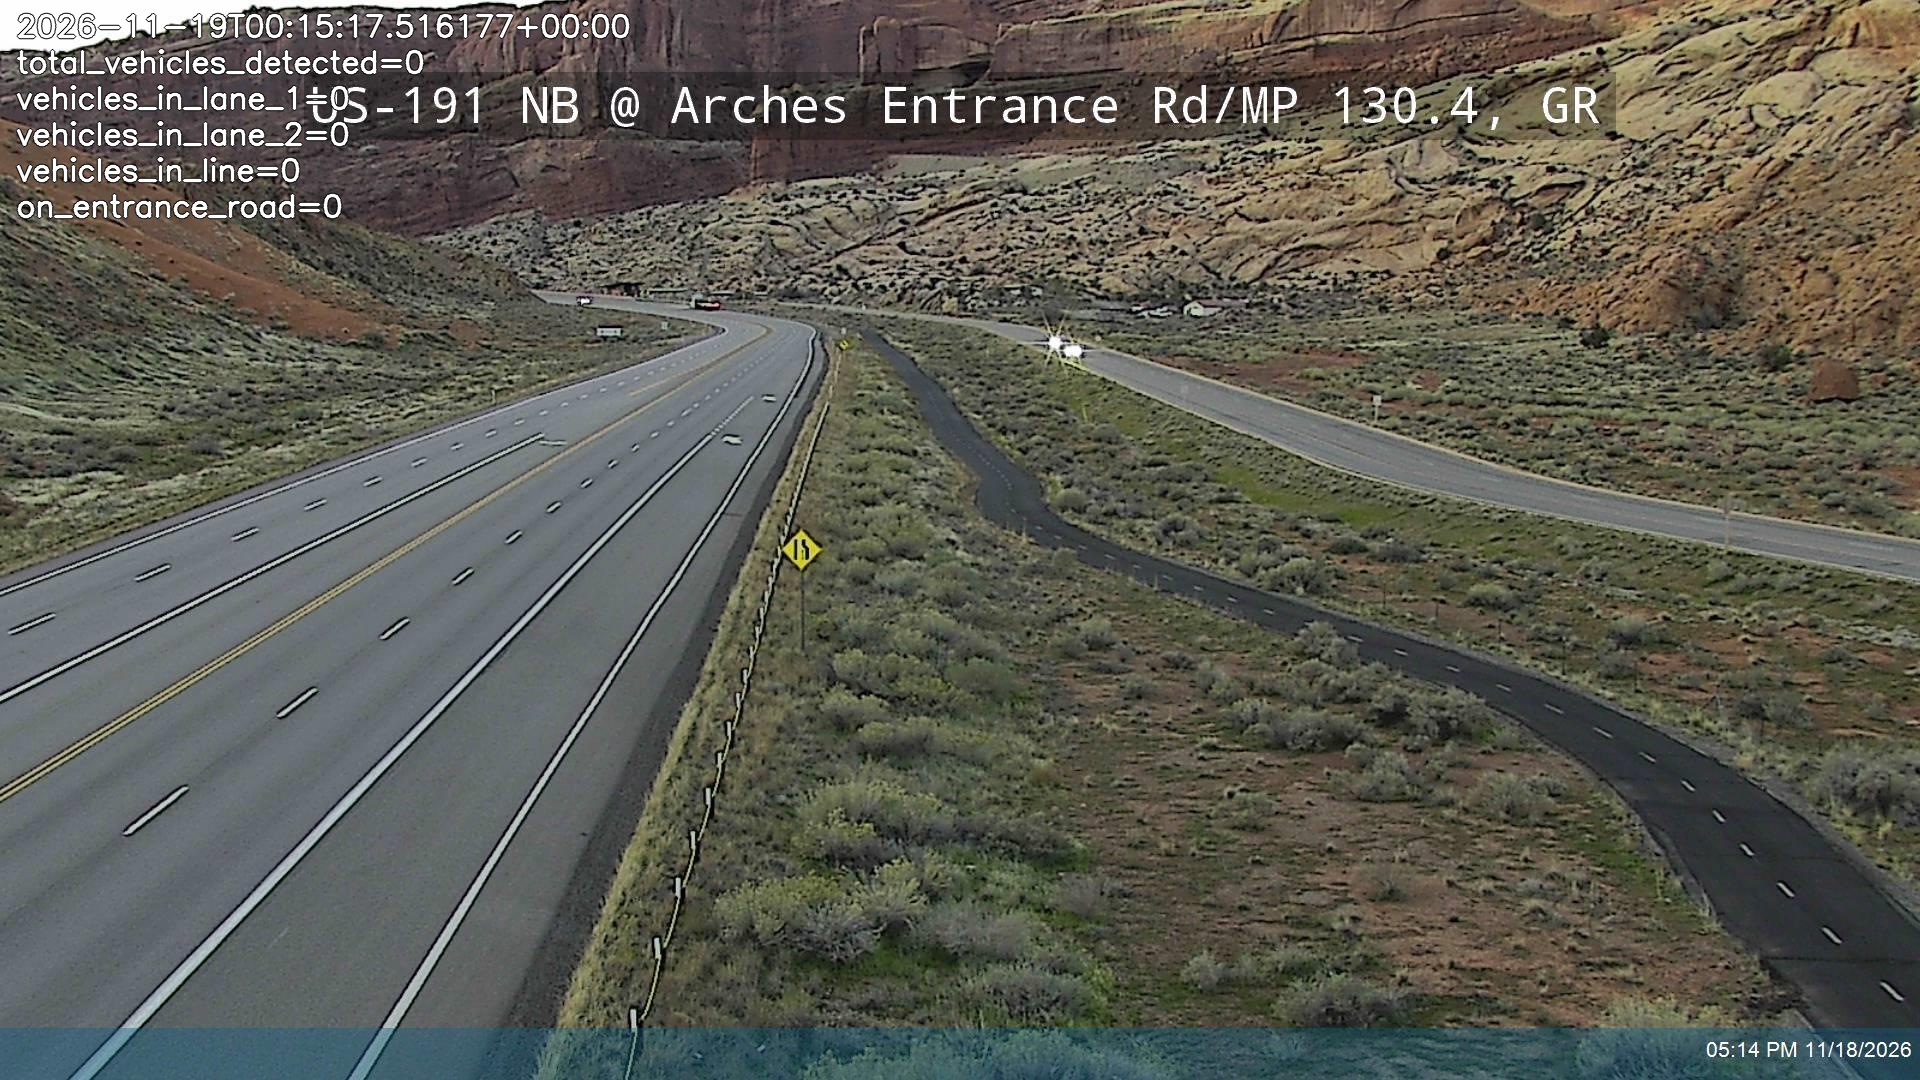 2026-11-19T00:15:17.516177+00:00
total_vehicles_detected=0
vehicles_in_lane_1=0
US-191 NB @ Arches Entrance Rd/MP 130.4, GR
vehicles_in_lane_2=0
vehicles_in_line=0
on_entrance_road=0
05:14 PM 11/18/2026